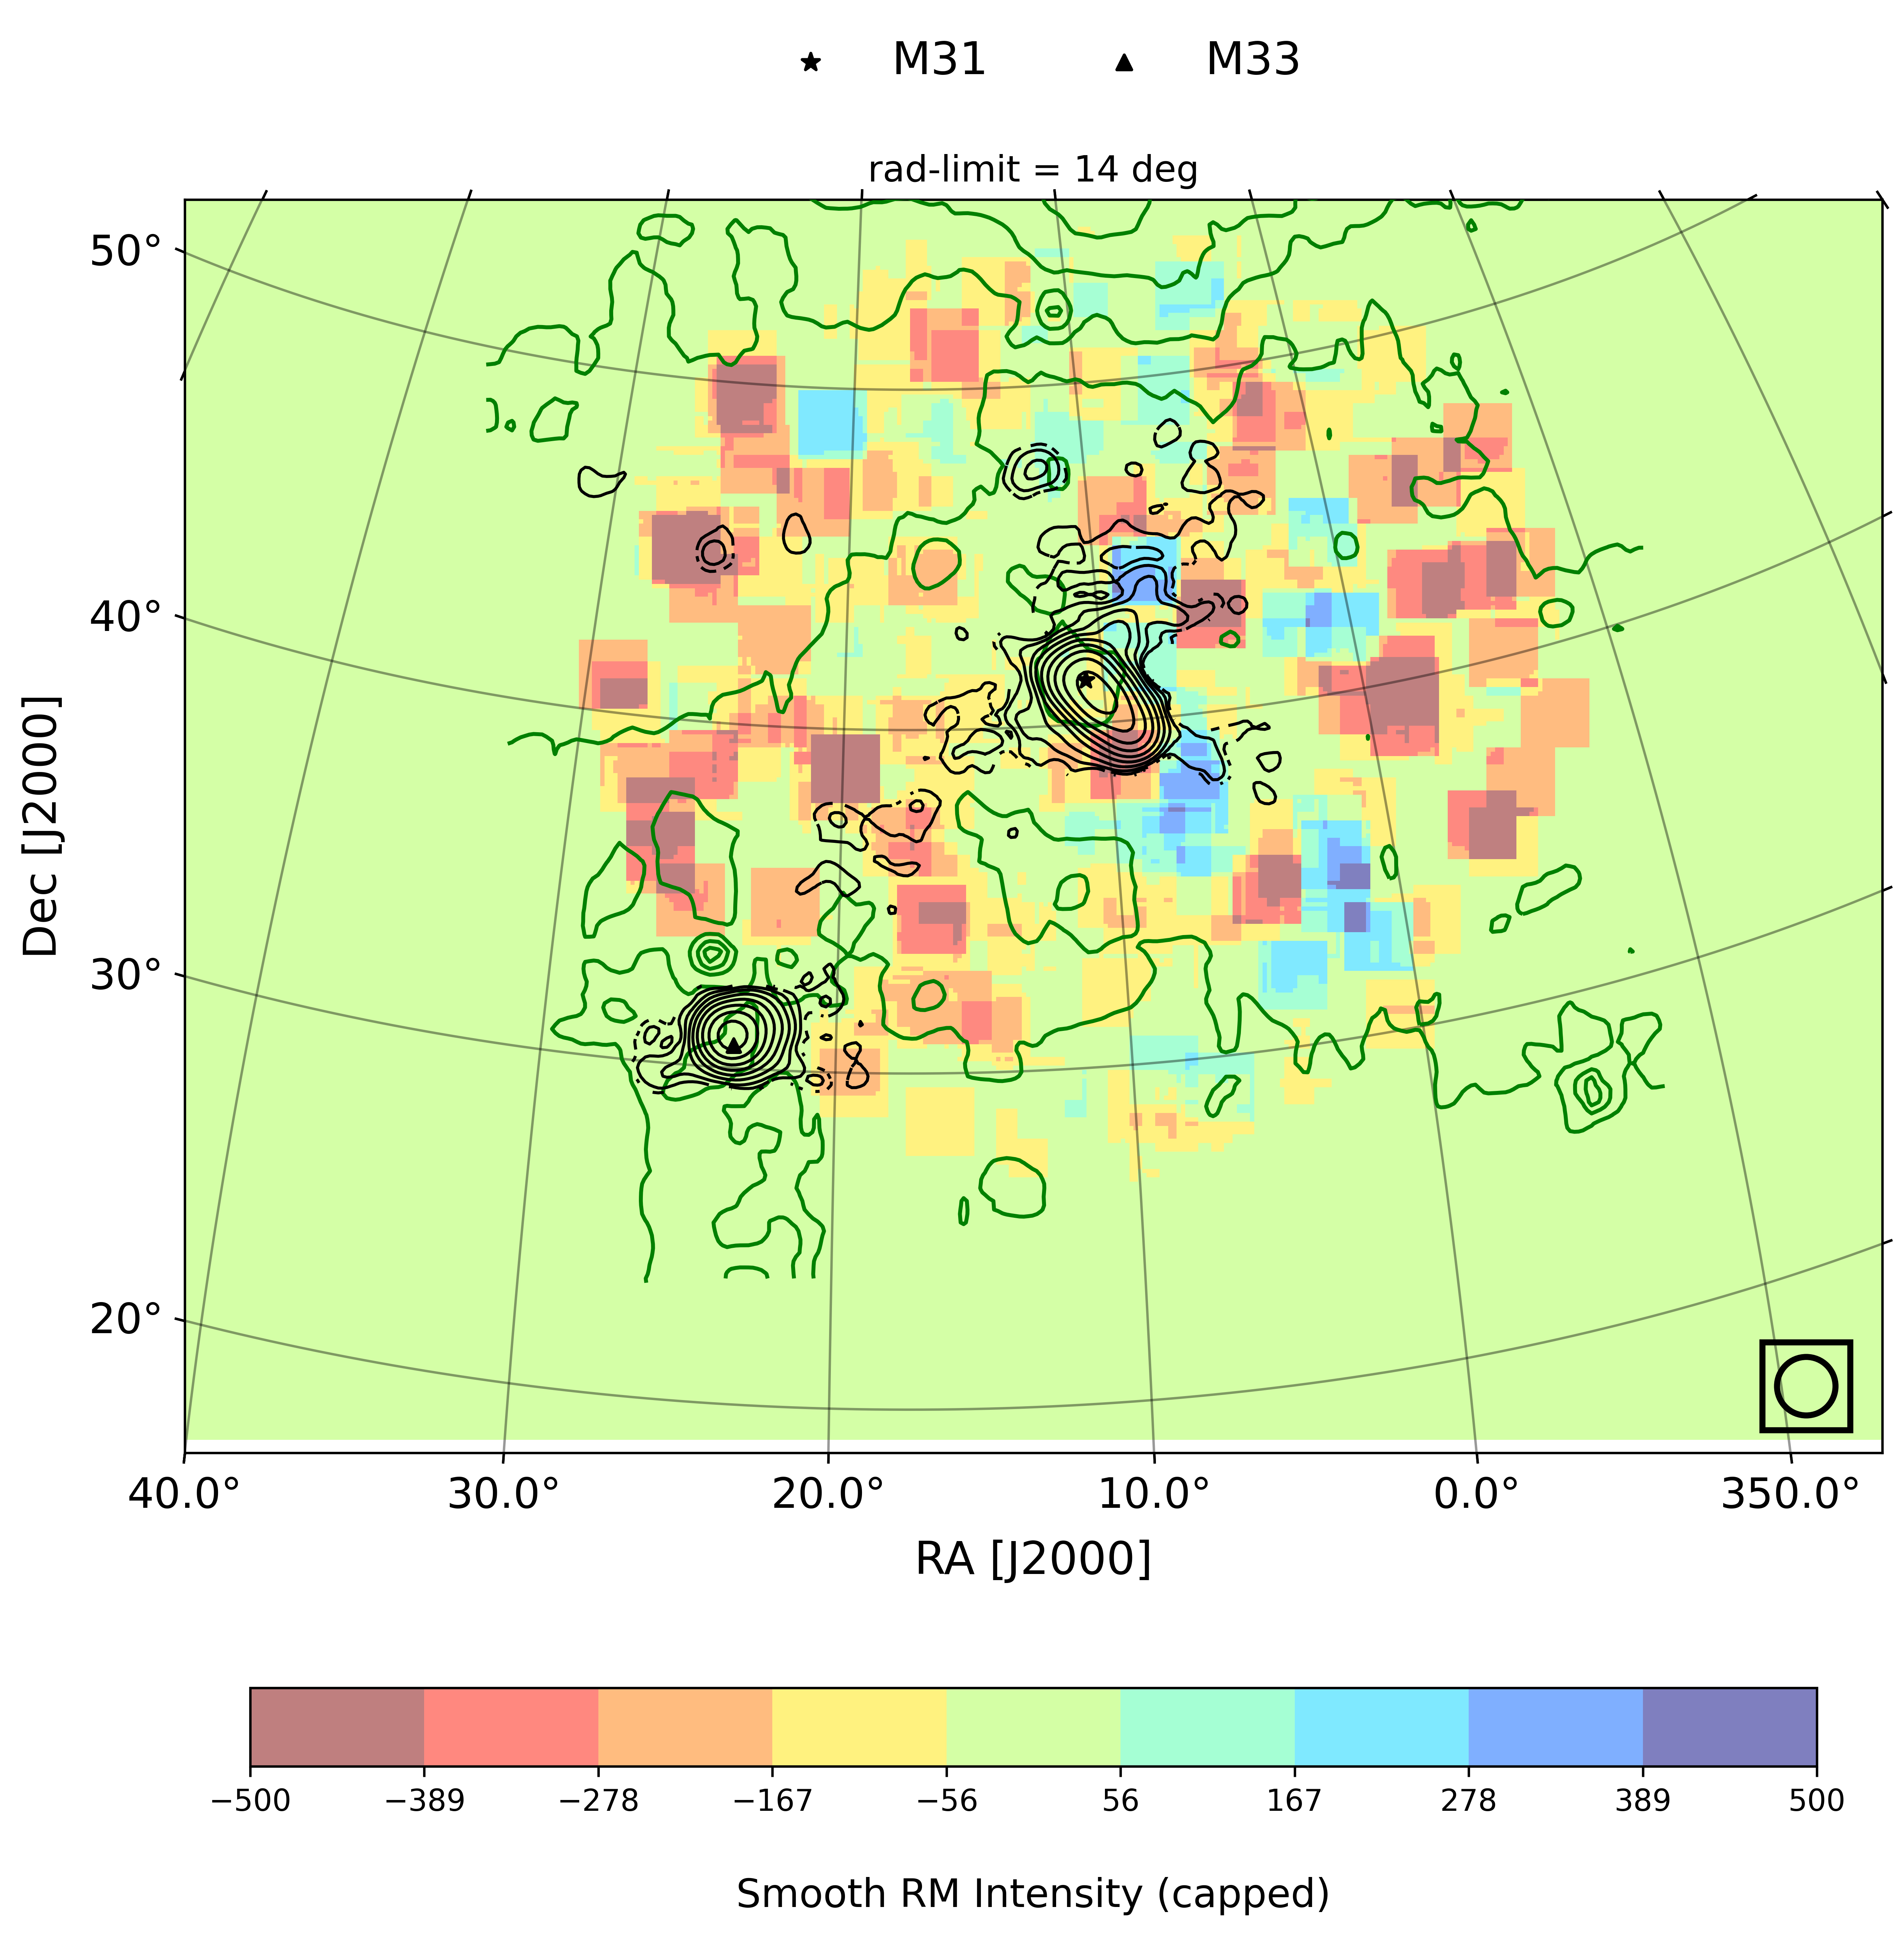 M31 M33
rad-limit = 14 deg
50°
40°
30°
20°
Dec [J2000]
40.0° 30.0° 20.0° 10.0° 0.0° 350.0°
RA [J2000]
−500 −389 −278 −167 −56 56 167 278 389 500
Smooth RM Intensity (capped)